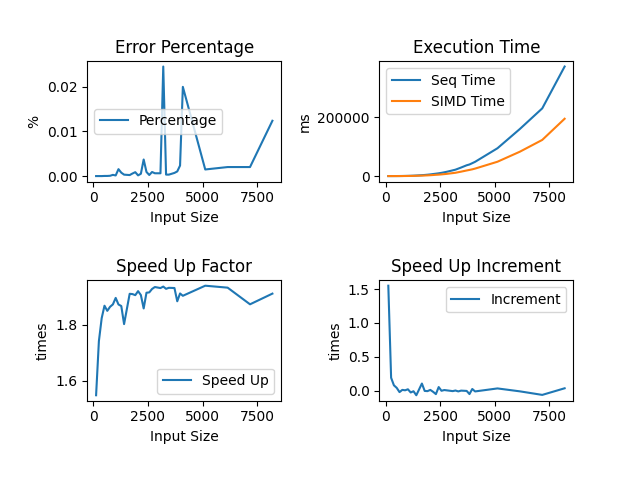 Error Percentage
%
0.02
0.01
0.00
Percentage
0
2500
5000
7500
Input Size
Execution Time
ms
200000
0
Seq Time
SIMD Time
0
2500
5000
7500
Input Size
Speed Up Factor
times
1.8
1.6
Speed Up
0
2500
5000
7500
Input Size
Speed Up Increment
times
1.5
1.0
0.5
0.0
Increment
0
2500
5000
7500
Input Size